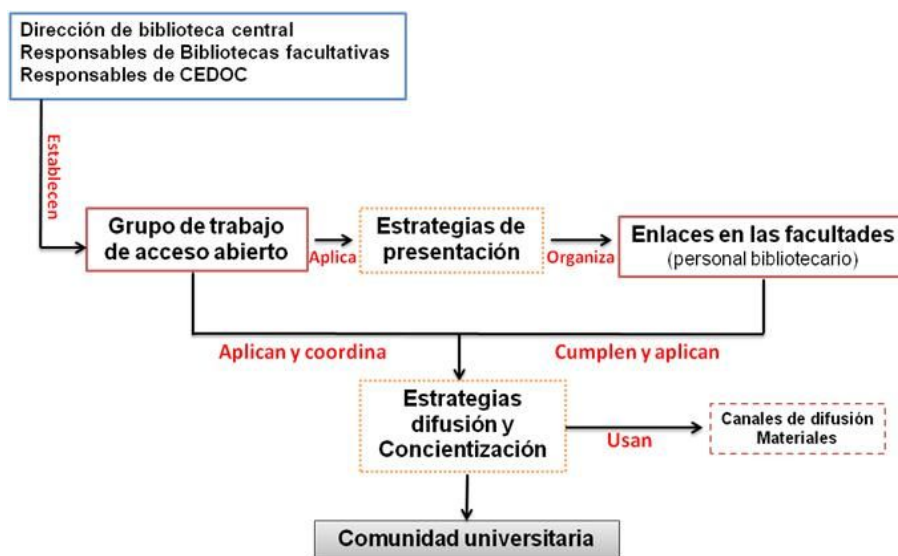 Dirección de biblioteca central
Responsables de Bibliotecas facultativas
Responsables de CEDOC
Establecen
Grupo de trabajo
de acceso abierto
Aplica
Estrategias de
presentación
Organiza
Enlaces en las facultades
(personal bibliotecario)
Aplican y coordina
Cumplen y aplican
Estrategias
difusión y
Concientización
Usan
Canales de difusión
Materiales
Comunidad universitaria